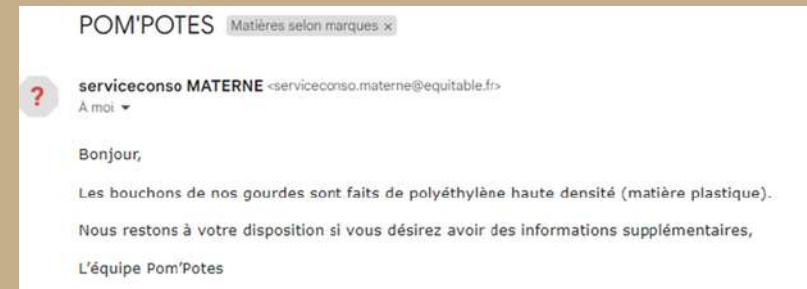 POM'POTES Matières selon marques ×
?
serviceconso MATERNE <serviceconso.materne@equitable.fr>
À moi
Bonjour,
Les bouchons de nos gourdes sont faits de polyéthylène haute densité (matière plastique).
Nous restons à votre disposition si vous désirez avoir des informations supplémentaires,
L'équipe Pom'Potes